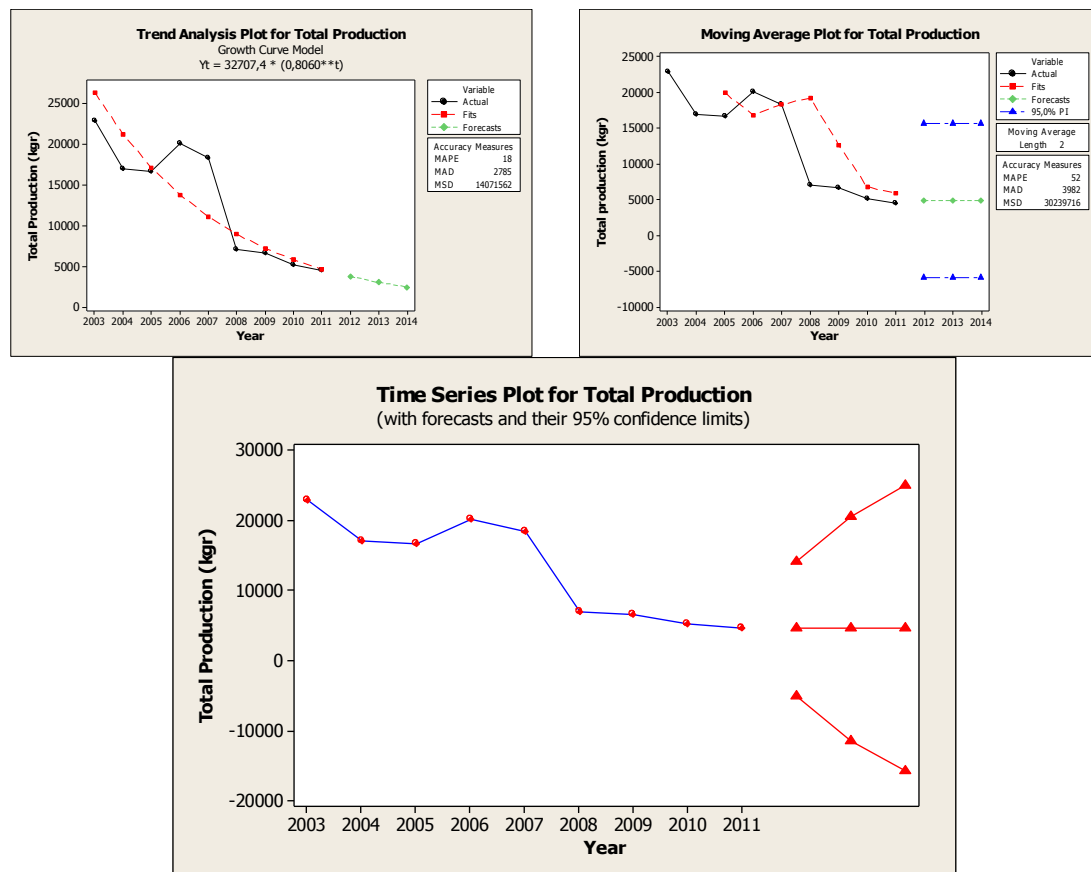 Trend Analysis Plot for Total Production
Growth Curve Model
Yt = 32707,4 * (0,8060**t)
Total Production (kgr)
25000
20000
15000
10000
5000
0
2003 2004 2005 2006 2007 2008 2009 2010 2011 2012 2013 2014
Year
Variable
Actual
Fits
Forecasts
Accuracy Measures
MAPE 18
MAD 2785
MSD 14071562
Moving Average Plot for Total Production
Total production (kgr)
25000
20000
15000
10000
5000
0
-5000
-10000
2003 2004 2005 2006 2007 2008 2009 2010 2011 2012 2013 2014
Year
Variable
Actual
Fits
Forecasts
95,0% PI
Moving Average
Length 2
Accuracy Measures
MAPE 52
MAD 3982
MSD 30239716
Time Series Plot for Total Production
(with forecasts and their 95% confidence limits)
Total Production (kgr)
30000
20000
10000
0
-10000
-20000
2003 2004 2005 2006 2007 2008 2009 2010 2011
Year